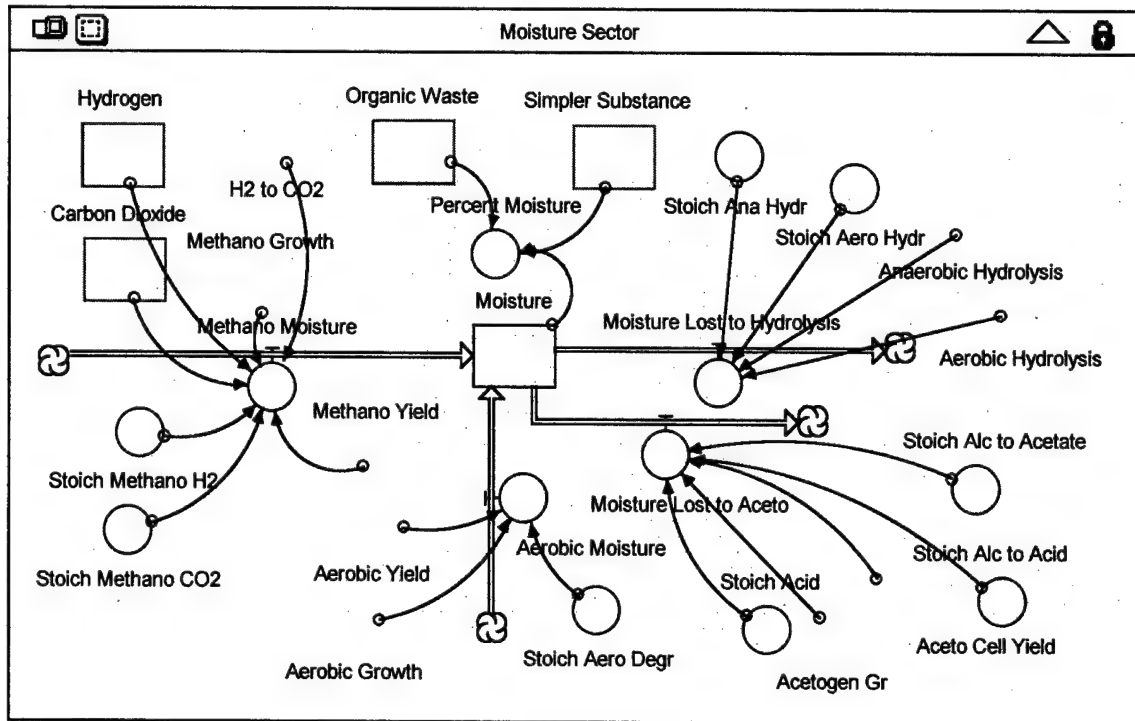 Moisture Sector
Hydrogen
Organic Waste
Simpler Substance
H2 to CO2
Percent Moisture
Stoich Ana Hydr
Carbon Dioxide
Methano Growth
Stoich Aero Hydr
Anaerobic Hydrolysis
Moisture
Methano Moisture
Moisture Lost to Hydrolysis
Aerobic Hydrolysis
Methano Yield
Stoich Alc to Acetate
Stoich Methano H2
Moisture Lost to Aceto
Aerobic Moisture
Stoich Alc to Acid
Aerobic Yield
Stoich Methano CO2
Stoich Acid
Aceto Cell Yield
Stoich Aero Degr
Aerobic Growth
Acetogen Gr